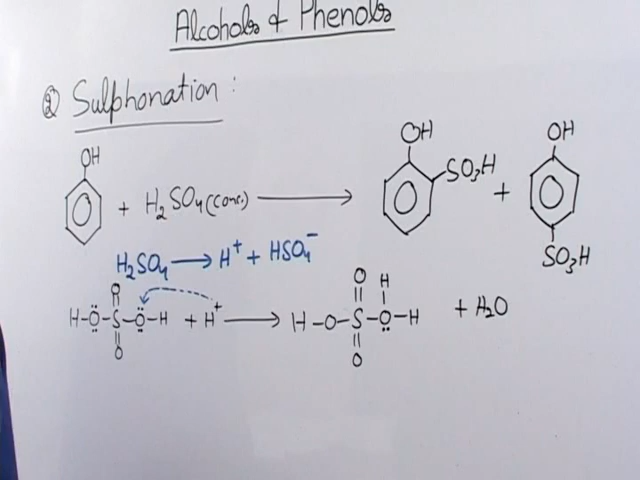 Alcohols & Phenols
② Sulphonation :
OH + H₂SO₄(conc.) ⟶ OH SO₃H + OH SO₃H
H₂SO₄ ⟶ H⁺ + HSO₄⁻
H-O-S-O-H O O + H⁺ ⟶ H-O-S-O-H O O H + H₂O